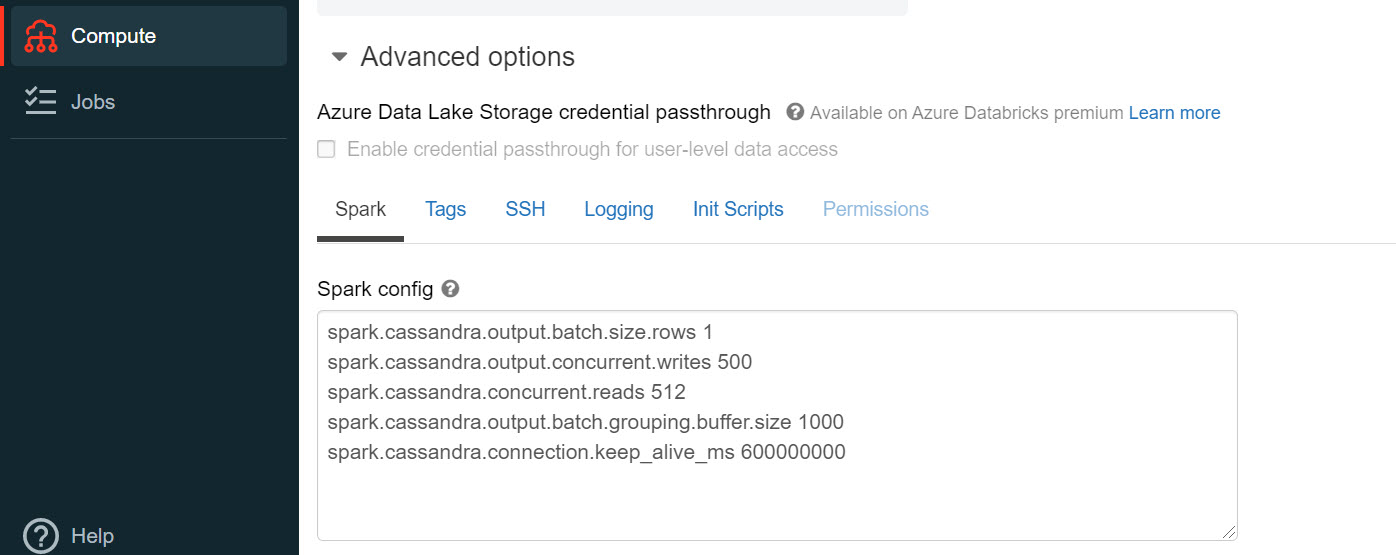 Compute
Jobs
Help
Advanced options
Azure Data Lake Storage credential passthrough ? Available on Azure Databricks premium Learn more
Enable credential passthrough for user-level data access
Spark Tags SSH Logging Init Scripts Permissions
Spark config ?
spark.cassandra.output.batch.size.rows 1
spark.cassandra.output.concurrent.writes 500
spark.cassandra.concurrent.reads 512
spark.cassandra.output.batch.grouping.buffer.size 1000
spark.cassandra.connection.keep_alive_ms 600000000